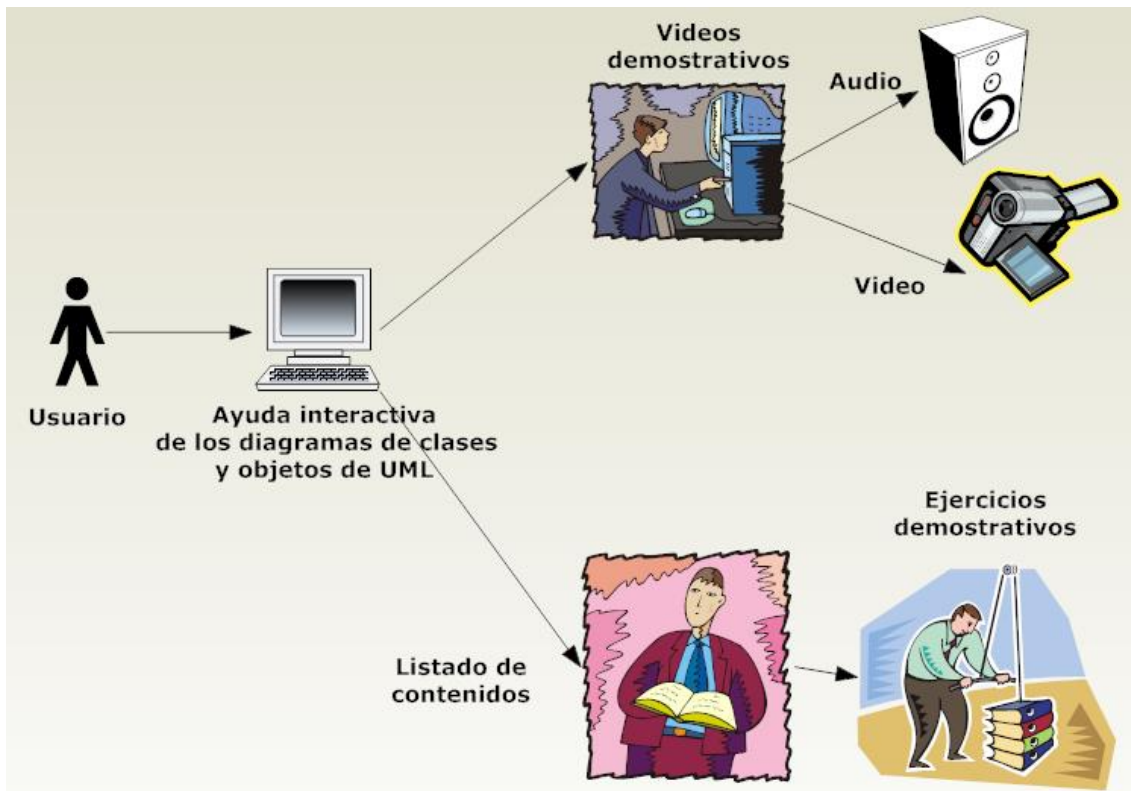 Videos
demostrativos
Audio
Video
Usuario
Ayuda interactiva
de los diagramas de clases
y objetos de UML
Ejercicios
demostrativos
Listado de
contenidos